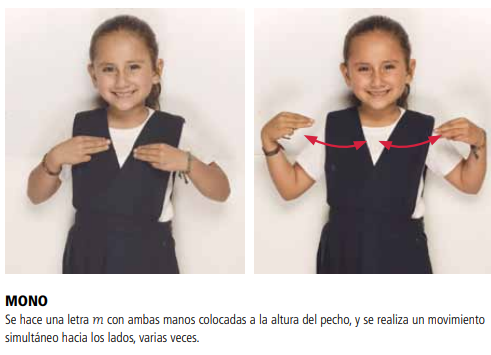 MONO
Se hace una letra m con ambas manos colocadas a la altura del pecho, y se realiza un movimiento
simultáneo hacia los lados, varias veces.